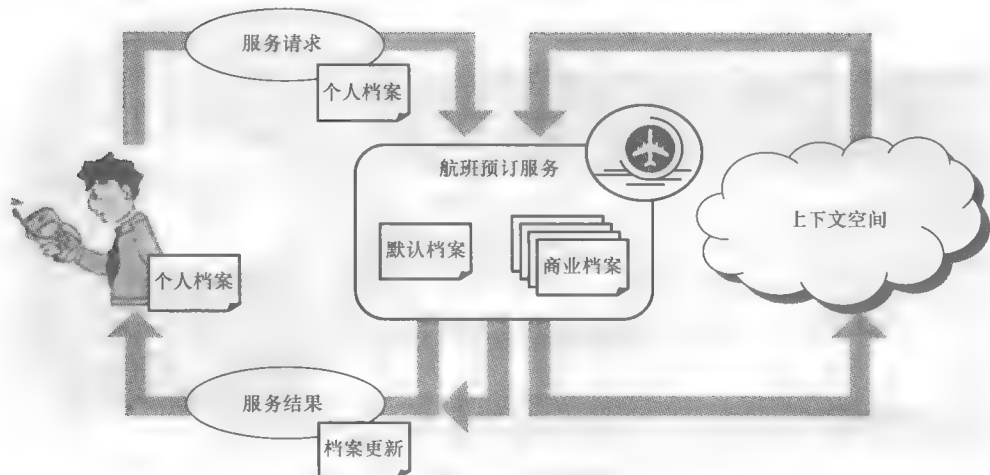 服务请求
个人档案
航班预订服务
上下文空间
默认档案
商业档案
个人档案
服务结果
档案更新